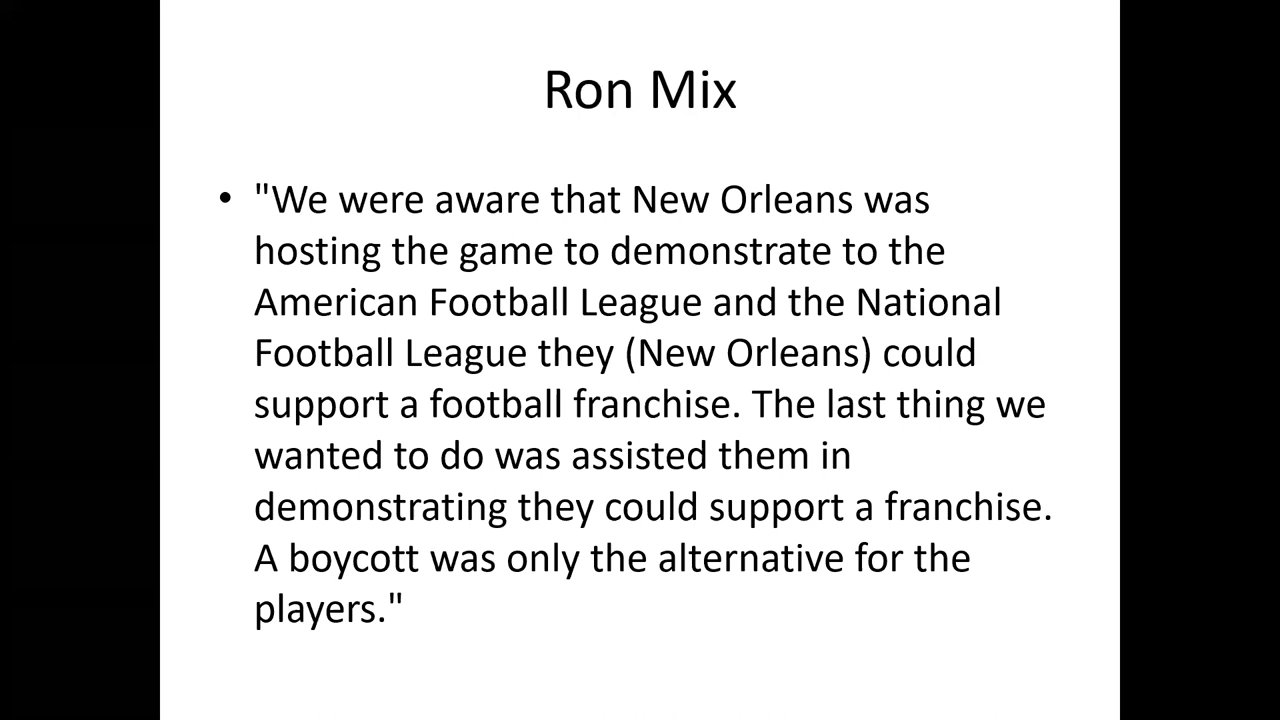 Ron Mix
• "We were aware that New Orleans was
hosting the game to demonstrate to the
American Football League and the National
Football League they (New Orleans) could
support a football franchise. The last thing we
wanted to do was assisted them in
demonstrating they could support a franchise.
A boycott was only the alternative for the
players."